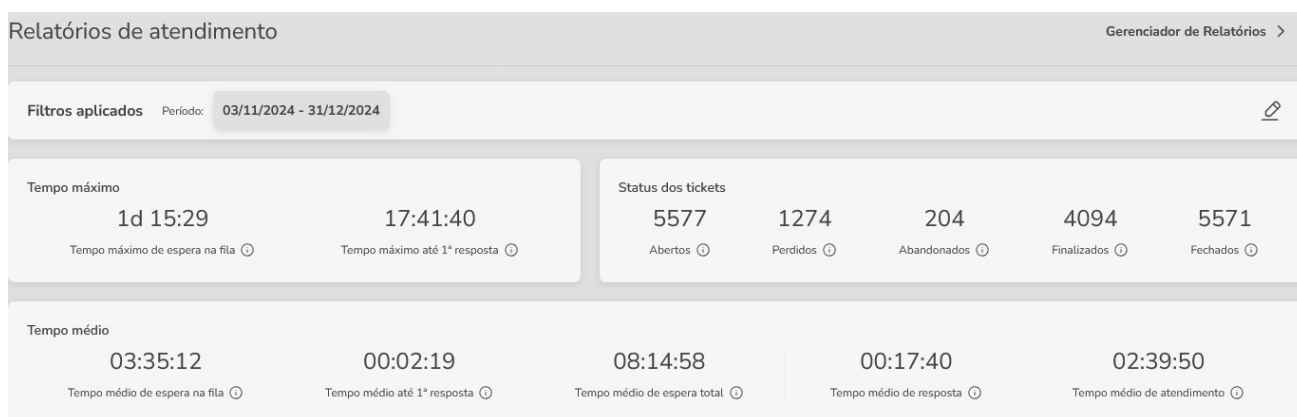 Relatórios de atendimento
Gerenciador de Relatórios
Filtros aplicados Período: 03/11/2024 - 31/12/2024
Tempo máximo
1d 15:29 17:41:40
Tempo máximo de espera na fila Tempo máximo até 1ª resposta
Status dos tickets
5577 1274 204 4094 5571
Abertos Perdidos Abandonados Finalizados Fechados
Tempo médio
03:35:12 00:02:19 08:14:58 00:17:40 02:39:50
Tempo médio de espera na fila Tempo médio até 1ª resposta Tempo médio de espera total Tempo médio de resposta Tempo médio de atendimento